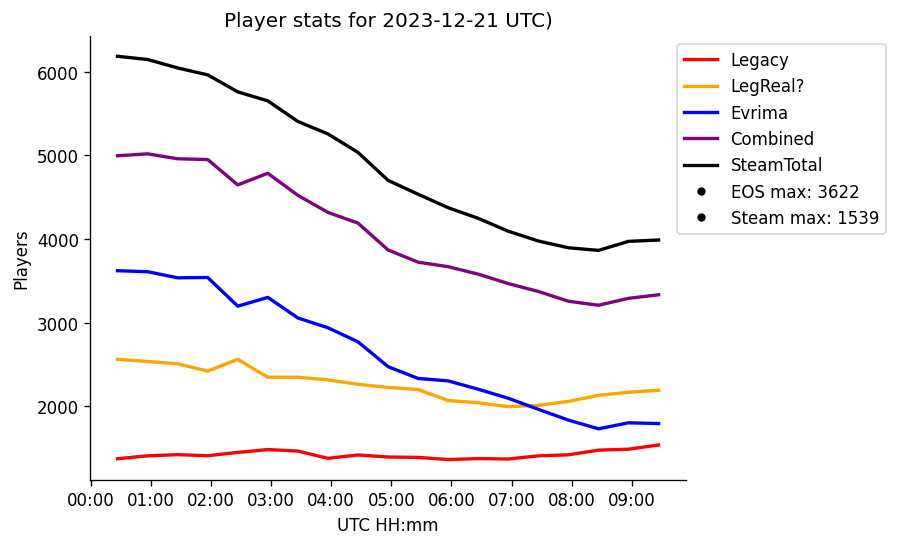 Player stats for 2023-12-21 UTC)
Players
6000
5000
4000
3000
2000
00:00 01:00 02:00 03:00 04:00 05:00 06:00 07:00 08:00 09:00
UTC HH:mm
Legacy
LegReal?
Evrima
Combined
SteamTotal
EOS max: 3622
Steam max: 1539